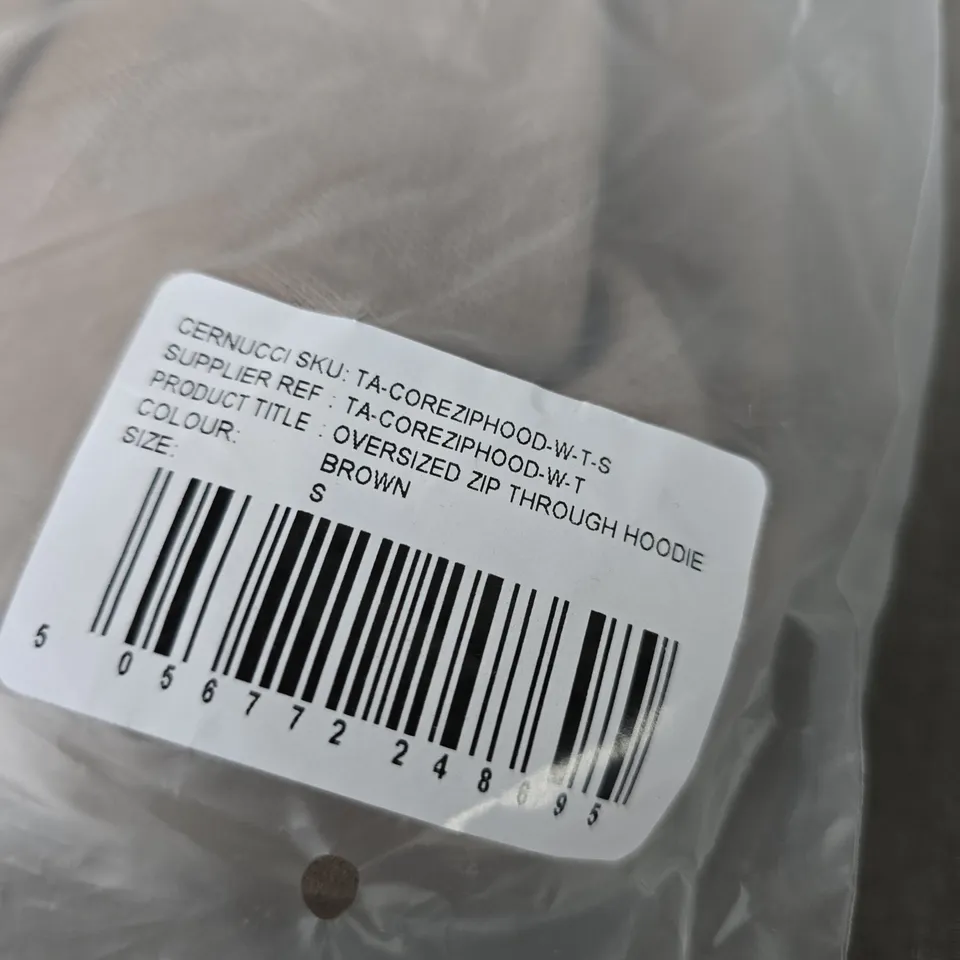 CERNUCCI SKU: TA-COREZIPHOOD-W-T-S
SUPPLIER REF : TA-COREZIPHOOD-W-T
PRODUCT TITLE : OVERSIZED ZIP THROUGH HOODIE
COLOUR: BROWN
SIZE: S
5 056772 248695